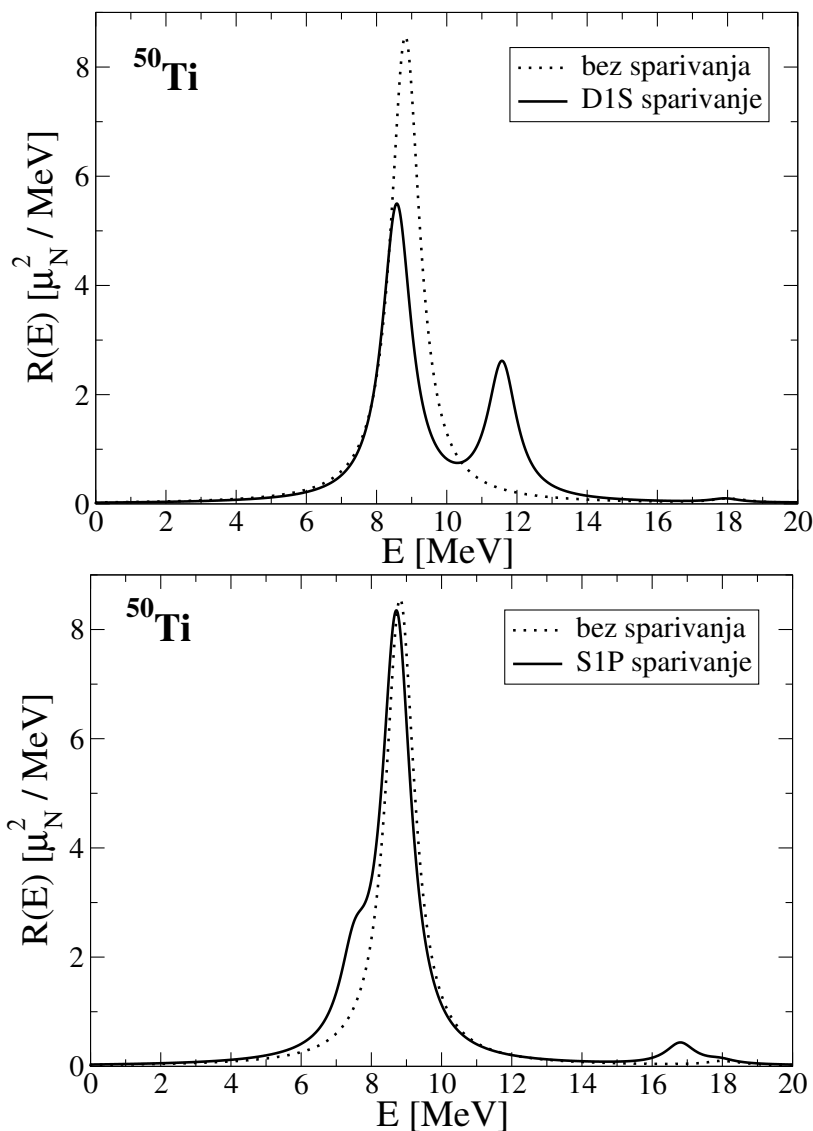 ⁵⁰Ti
bez sparivanja
D1S sparivanje
R(E) [μ²_N / MeV]
8
6
4
2
0
0 2 4 6 8 10 12 14 16 18 20
E [MeV]
⁵⁰Ti
bez sparivanja
S1P sparivanje
R(E) [μ²_N / MeV]
8
6
4
2
0
0 2 4 6 8 10 12 14 16 18 20
E [MeV]